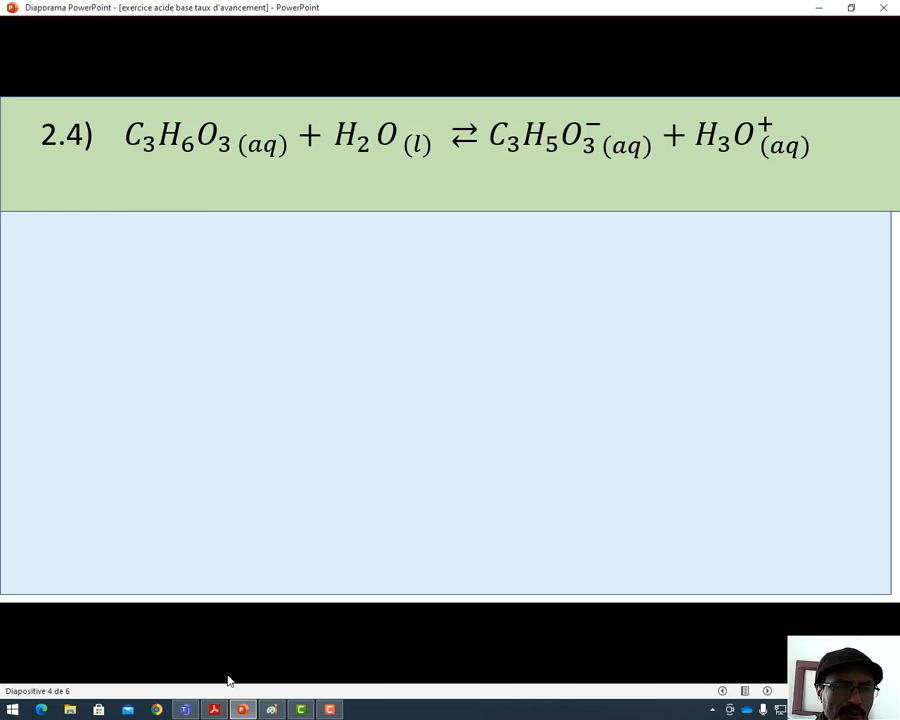 Diaporama PowerPoint - [exercice acide base taux d'avancement] - PowerPoint
2.4) C₃H₆O₃ (aq) + H₂O (l) ⇄ C₃H₅O₃⁻ (aq) + H₃O⁺ (aq)
Diapositive 4 de 6